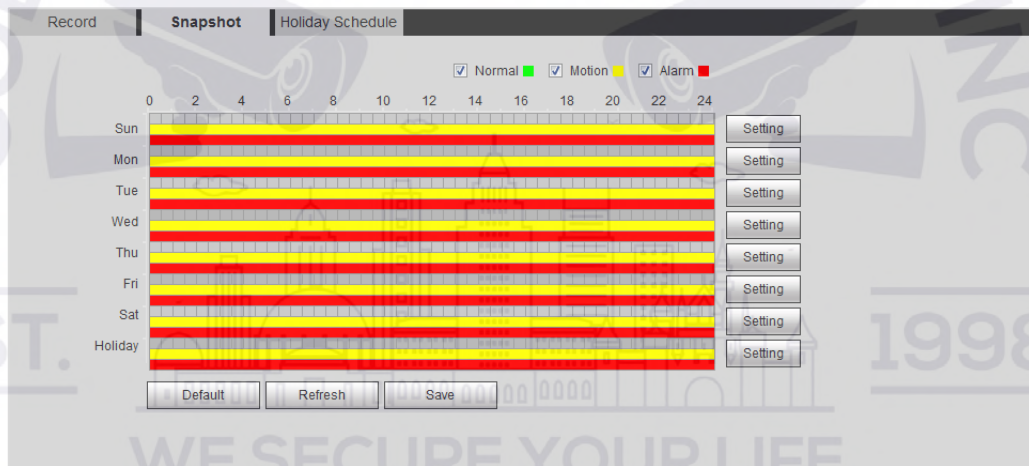 Record Snapshot Holiday Schedule
Normal Motion Alarm
0 2 4 6 8 10 12 14 16 18 20 22 24
Sun Setting
Mon Setting
Tue Setting
Wed Setting
Thu Setting
Fri Setting
Sat Setting
Holiday Setting
Default Refresh Save
ST. 1998
INC
WE SECURE YOUR LIFE